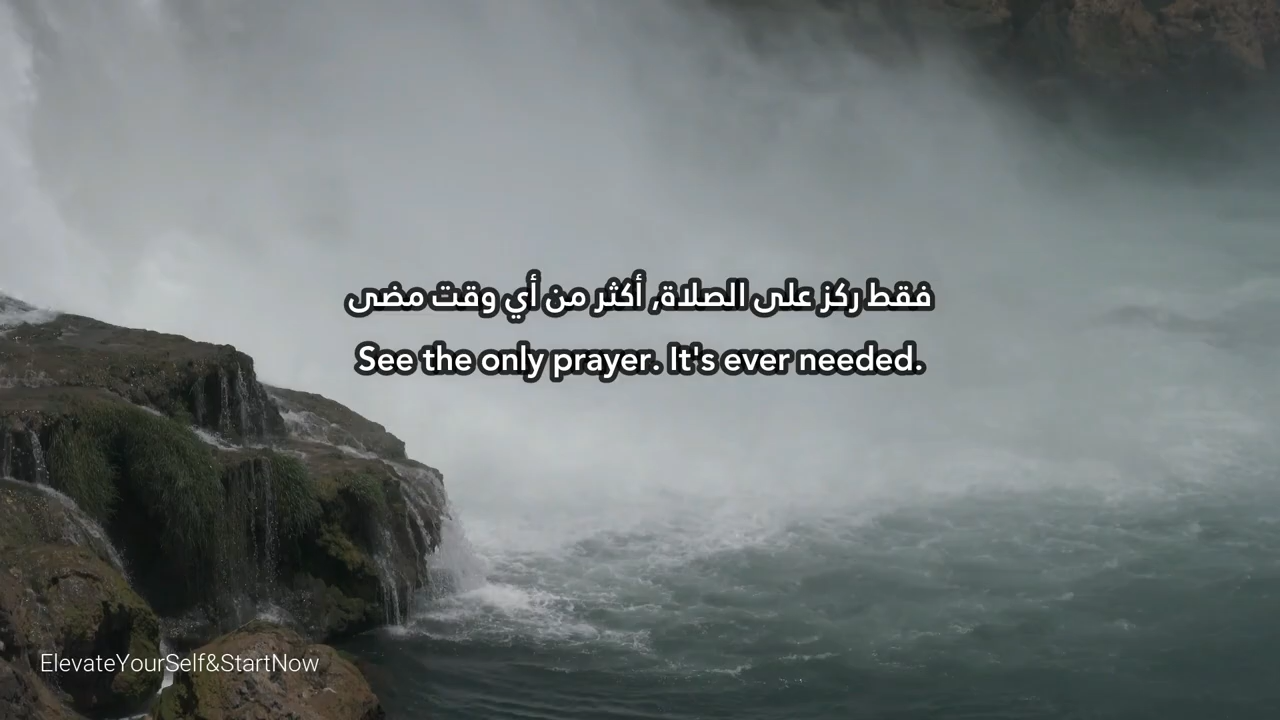 فقط ركز على الصلاة, أكثر من أي وقت مضى
See the only prayer. It's ever needed.
ElevateYourSelf&StartNow